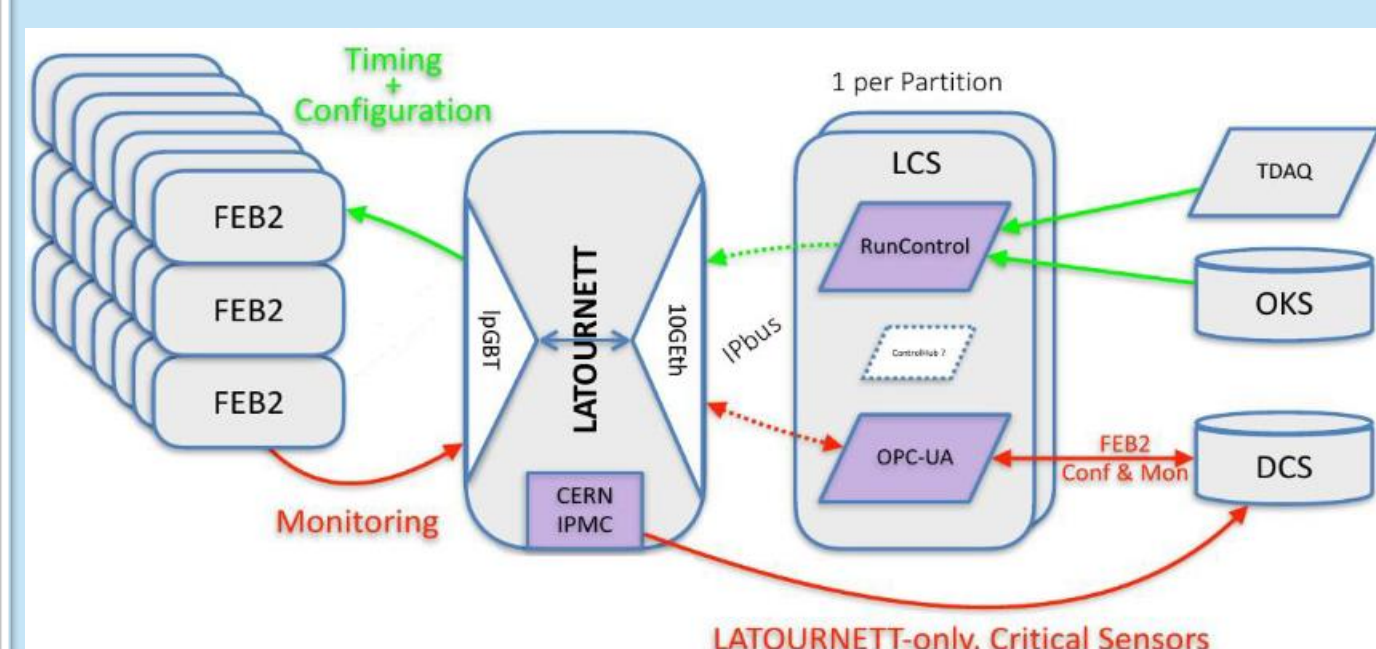 Timing
+
Configuration
1 per Partition
FEB2
FEB2
FEB2
Monitoring
lpGBT
LATOURNETT
10GEth
CERN
IPMC
IPbus
LCS
RunControl
ControlHub ?
OPC-UA
TDAQ
OKS
FEB2
Conf & Mon
DCS
LATOURNETT-only, Critical Sensors